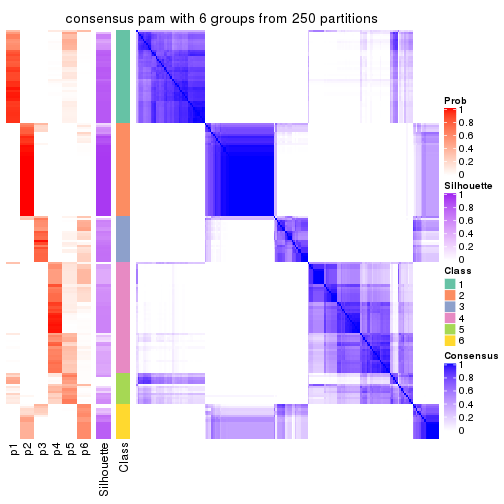 consensus pam with 6 groups from 250 partitions
Prob
1
0.8
0.6
0.4
0.2
0
Silhouette
1
0.8
0.6
0.4
0.2
0
Class
1
2
3
4
5
6
Consensus
1
0.8
0.6
0.4
0.2
0
p1
p2
p3
p4
p5
p6
Silhouette
Class